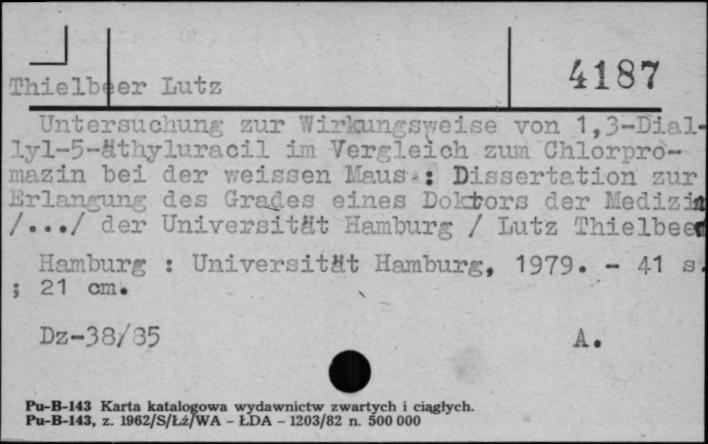 4187
Thielbeer Lutz
Untersuchung zur Wirkungsweise von 1,3-Dial-
lyl-5-äthyluracil im Vergleich zum Chlorpro-
mazin bei der weissen Maus : Dissertation zur
Erlangung des Grades eines Doktors der Medizin
/.../ der Universität Hamburg / Lutz Thielbeer
Hamburg : Universität Hamburg, 1979. - 41 s.
; 21 cm.
Dz-38/85 A.
Pu-B-143 Karta katalogowa wydawnictw zwartych i ciągłych.
Pu-B-143, z. 1962/S/Łż/WA - ŁDA - 1203/82 n. 500 000